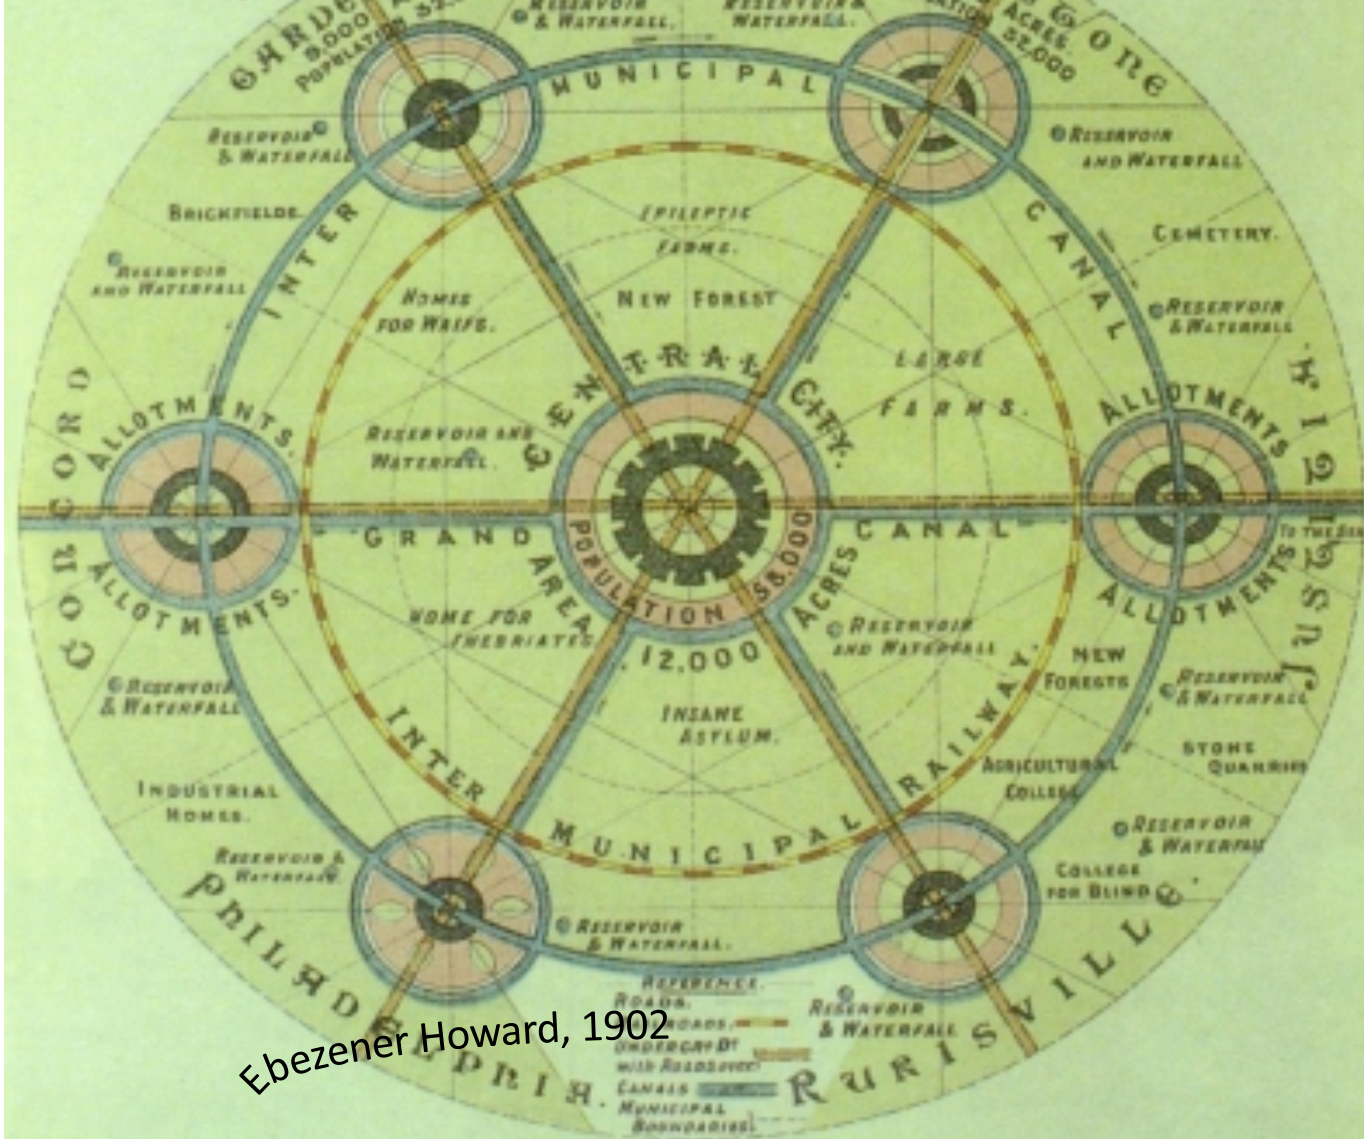 GARDE
9,000
POPULATION 32,
RESERVOIR
& WATERFALL.
RESERVOIR &
WATERFALL.
ACRES.
32,000
& ONE
MUNICIPAL
RESERVOIR
& WATERFALL
RESERVOIR
AND WATERFALL
BRICKFIELDS.
INTER
EPILEPTIC
FARMS.
CANAL
CEMETERY.
RESERVOIR
AND WATERFALL
HOMES
FOR WAIFS.
NEW FOREST
RESERVOIR
& WATERFALL
LARGE
FARMS.
CENTRAL CITY.
CONCORD
ALLOTMENTS.
RESERVOIR AND
WATERFALL.
ALLOTMENTS
GRAND CANAL
POPULATION 58,000
TO THE SEA
AREA 12,000 ACRES
ALLOTMENTS.
ALLOTMENTS
HOME FOR
INEBRIATES
RESERVOIR
AND WATERFALL
NEW
FORESTS
RESERVOIR
& WATERFALL
RESERVOIR
& WATERFALL
INSANE
ASYLUM.
STONE
QUARRIES
AGRICULTURAL
COLLEGE
INTER MUNICIPAL RAILWAY.
INDUSTRIAL
HOMES.
RESERVOIR
& WATERFALL
RESERVOIR &
WATERFALL.
COLLEGE
FOR BLIND
RESERVOIR
& WATERFALL.
PHILADELPHIA.
RURISVILLE.
REFERENCE.
ROADS.
RESERVOIR
& WATERFALL
Ebezener Howard, 1902
CANALS
MUNICIPAL
BOUNDARIES